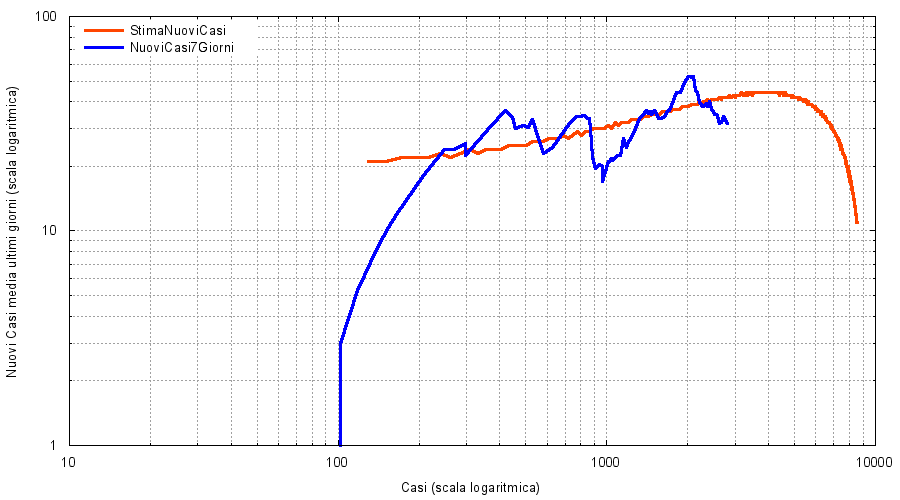 100
StimaNuoviCasi
NuoviCasi7Giorni
Nuovi Casi media ultimi giorni (scala logaritmica)
10
1
10
100
1000
10000
Casi (scala logaritmica)